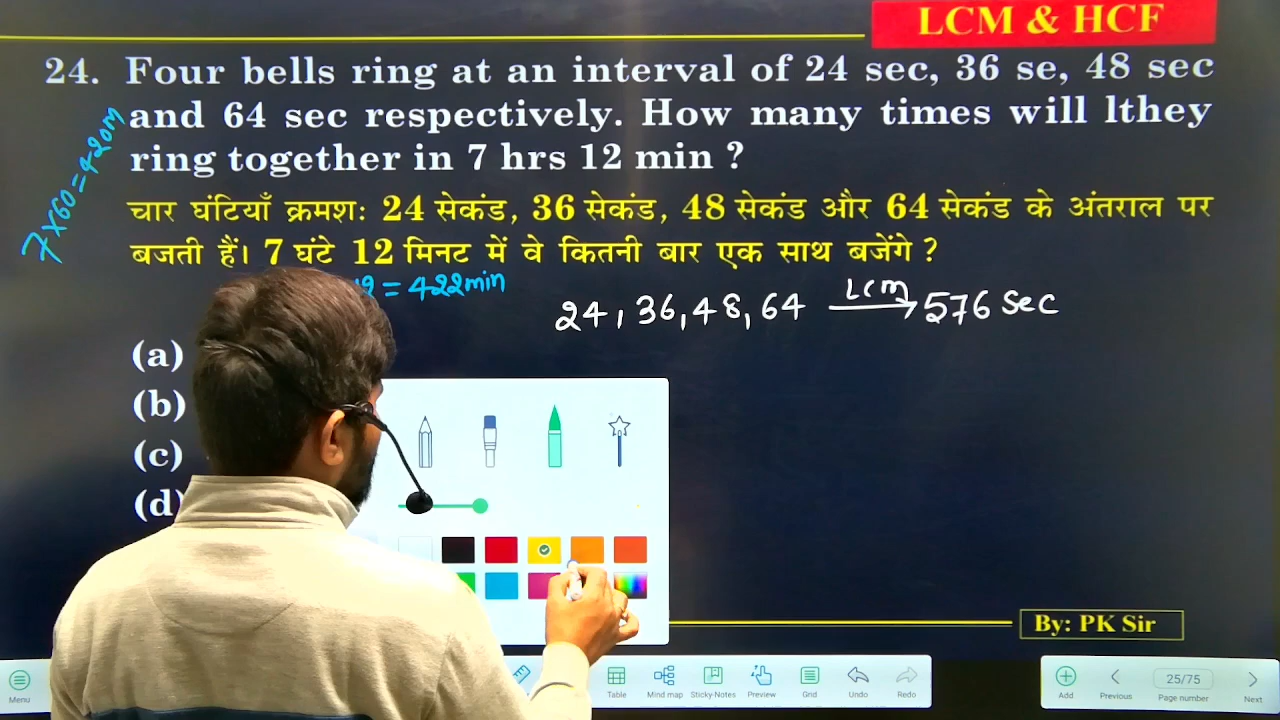 LCM & HCF
24. Four bells ring at an interval of 24 sec, 36 se, 48 sec
and 64 sec respectively. How many times will lthey
ring together in 7 hrs 12 min ?
7x60=420m
चार घंटियाँ क्रमशः 24 सेकंड, 36 सेकंड, 48 सेकंड और 64 सेकंड के अंतराल पर
बजती हैं। 7 घंटे 12 मिनट में वे कितनी बार एक साथ बजेंगे ?
= 422min
24, 36, 48, 64 LCM → 576 Sec
(a)
(b)
(c)
(d)
By: PK Sir
Menu
Table Mind map Sticky-Notes Preview Grid Undo Redo
Add Previous 25/75 Page number Next